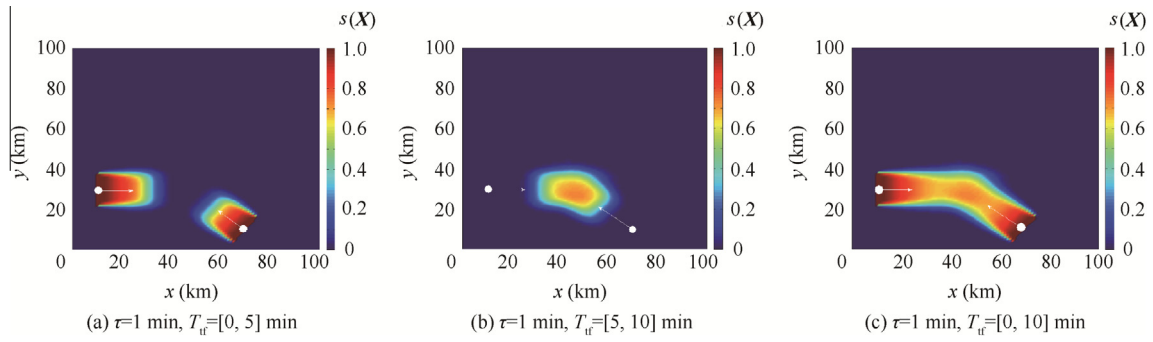 s(X) s(X) s(X)
100 1.0 100 1.0 100 1.0
80 0.8 80 0.8 80 0.8
60 0.6 60 0.6 60 0.6
y (km) y (km) y (km)
40 0.4 40 0.4 40 0.4
20 0.2 20 0.2 20 0.2
0 0 0
0 20 40 60 80 100 0 20 40 60 80 100 0 20 40 60 80 100
x (km) x (km) x (km)
(a) τ=1 min, Ttf=[0, 5] min (b) τ=1 min, Ttf=[5, 10] min (c) τ=1 min, Ttf=[0, 10] min